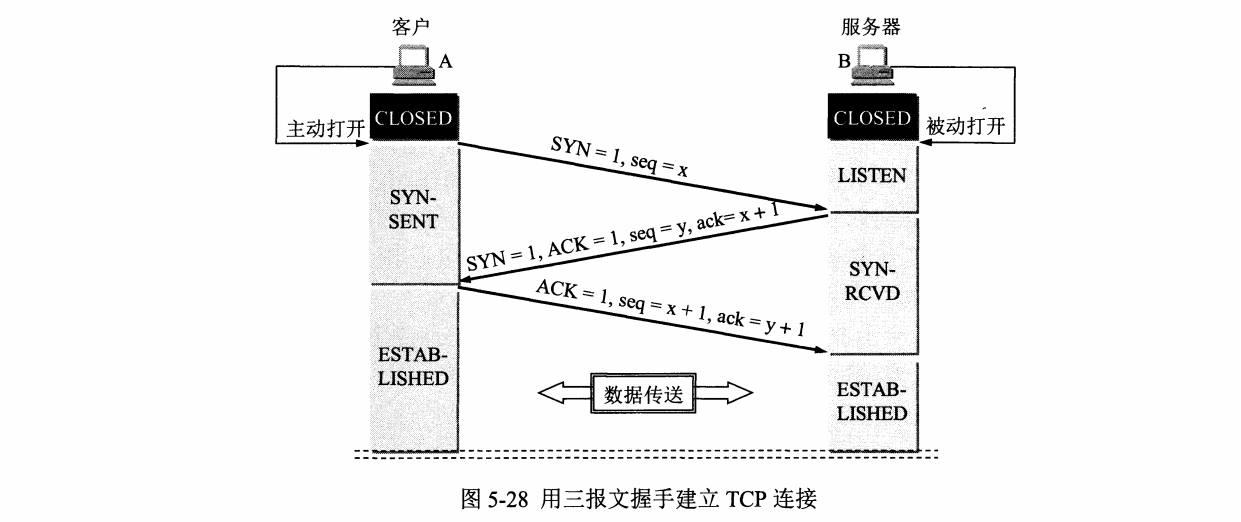 客户
服务器
A
B
CLOSED
CLOSED
主动打开
被动打开
SYN = 1, seq = x
LISTEN
SYN-
SENT
SYN = 1, ACK = 1, seq = y, ack= x + 1
SYN-
RCVD
ACK = 1, seq = x + 1, ack = y + 1
ESTAB-
LISHED
数据传送
ESTAB-
LISHED
图 5-28 用三报文握手建立 TCP 连接